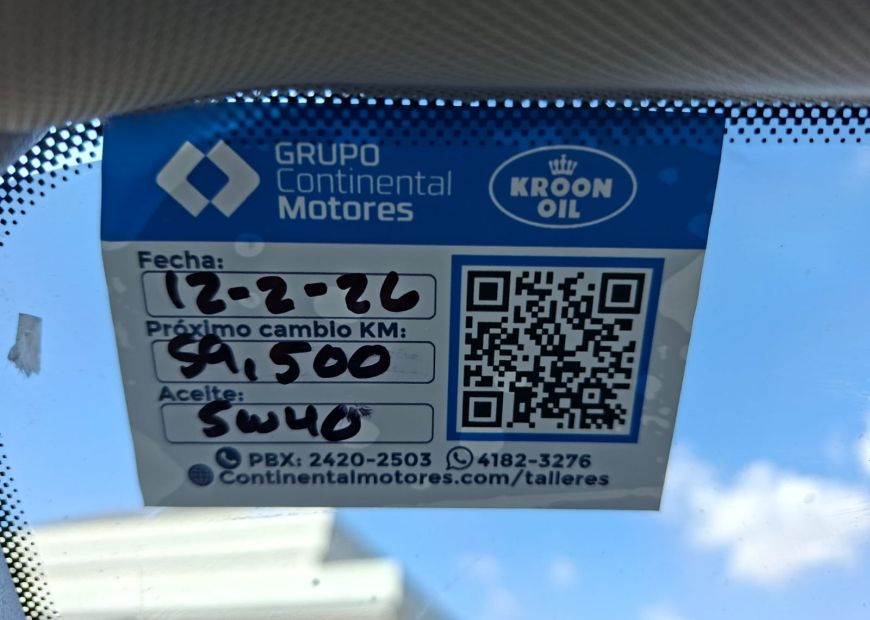 GRUPO
Continental
Motores
KROON
OIL
Fecha:
12-2-26
Próximo cambio KM:
59,500
Aceite:
5W40
PBX: 2420-2503 4182-3276
Continentalmotores.com/talleres